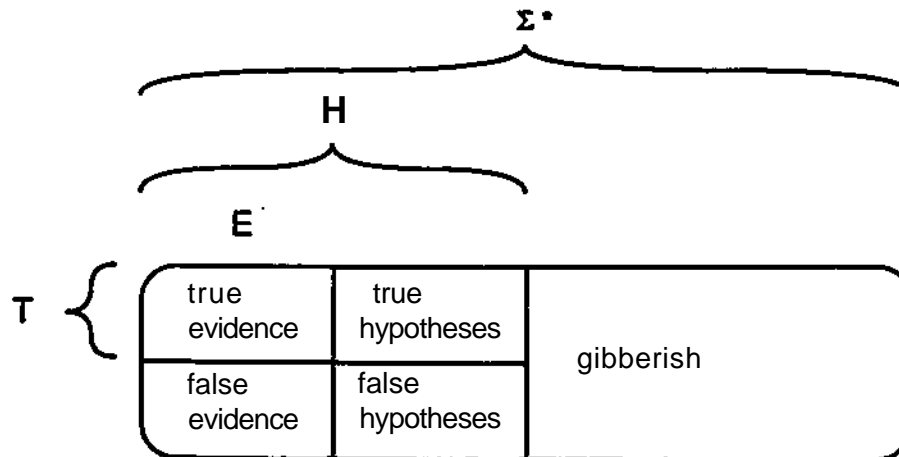 Σ*
H
E
T
true
evidence
true
hypotheses
gibberish
false
evidence
false
hypotheses